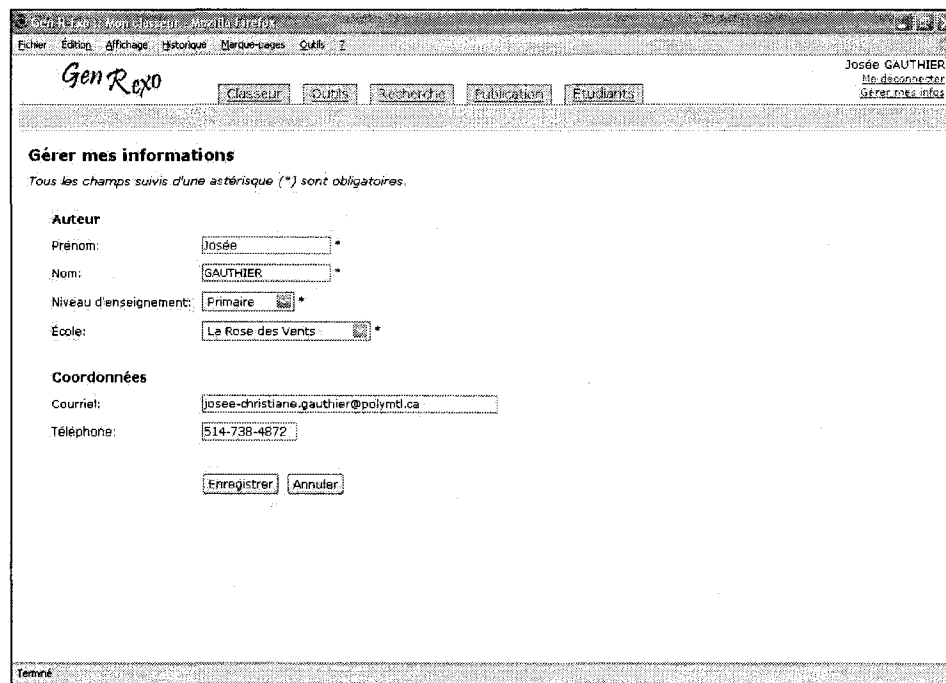 Gen R Exo :: Mon classeur - Mozilla Firefox
Fichier Édition Affichage Historique Marque-pages Outils ?
Josée GAUTHIER
Gen R exo
Me déconnecter
Classeur Outils Recherche Publication Étudiants
Gérer mes infos
Gérer mes informations
Tous les champs suivis d'une astérisque (*) sont obligatoires.
Auteur
Prénom: Josée *
Nom: GAUTHIER *
Niveau d'enseignement: Primaire *
École: La Rose des Vents *
Coordonnées
Courriel: josee-christiane.gauthier@polymtl.ca
Téléphone: 514-738-4872
Enregistrer Annuler
Terminé